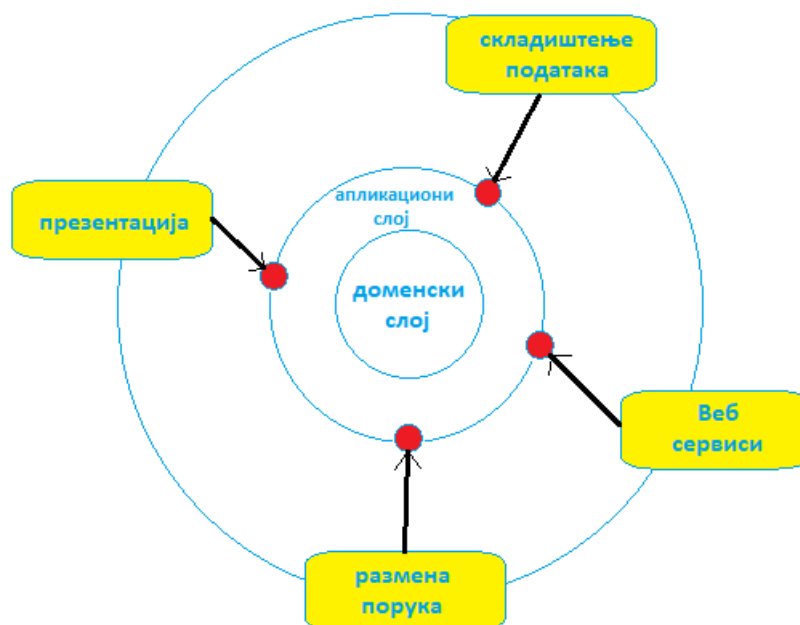 складиштење
података
апликациони
слој
презентација
доменски
слој
Веб
сервиси
размена
порука